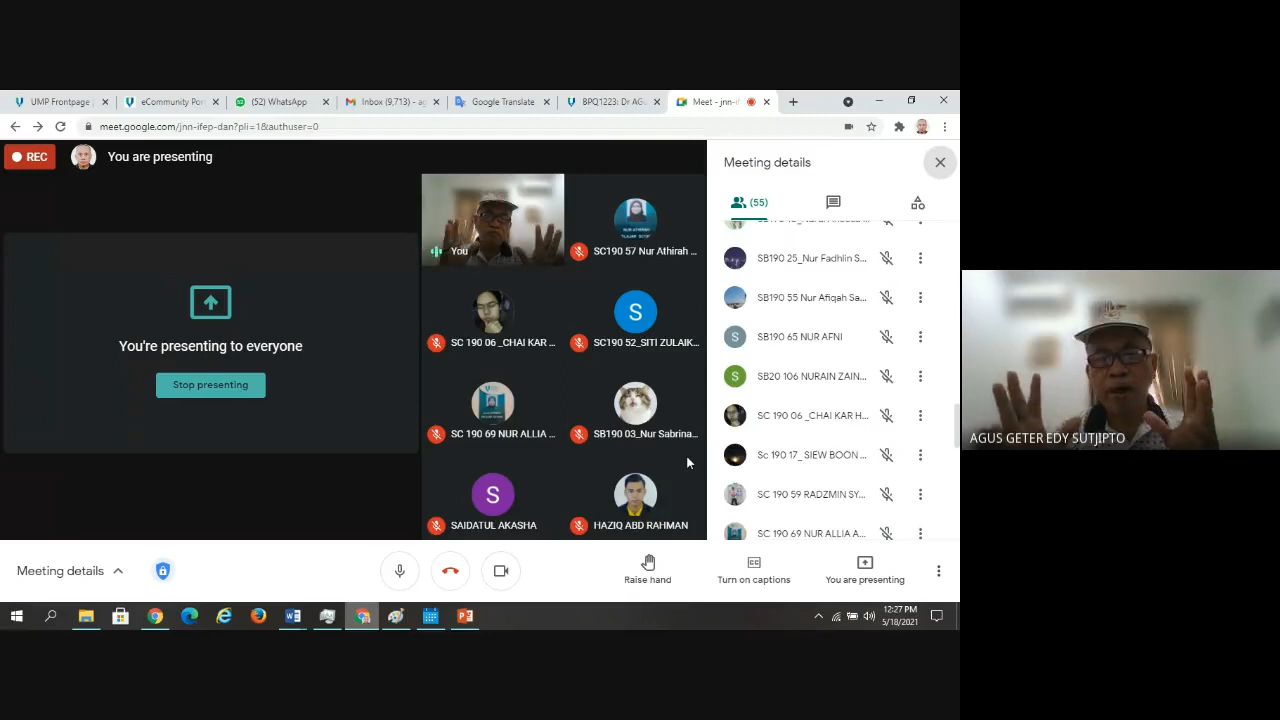 UMP Frontpage
eCommunity Por
(52) WhatsApp
Inbox (9,713) - ag
Google Translate
BPQ1223: Dr AGu
Meet - jnn-if
meet.google.com/jnn-ifep-dan?pli=1&authuser=0
REC
You are presenting
Meeting details
(55)
You
SC190 57 Nur Athirah ...
SB190 25_Nur Fadhlin S...
SB190 55 Nur Afiqah Sa...
You're presenting to everyone
Stop presenting
S
SC 190 06 _CHAI KAR ...
SC190 52_SITI ZULAIK...
SB190 65 NUR AFNI
S
SB20 106 NURAIN ZAIN...
SC 190 06 _CHAI KAR H...
SC 190 69 NUR ALLIA ...
SB190 03_Nur Sabrina...
AGUS GETER EDY SUTJIPTO
Sc 190 17_ SIEW BOON ...
S
SC 190 59 RADZMIN SY...
SAIDATUL AKASHA
HAZIQ ABD RAHMAN
SC 190 69 NUR ALLIA A...
Meeting details
Raise hand
Turn on captions
You are presenting
12:27 PM
5/18/2021